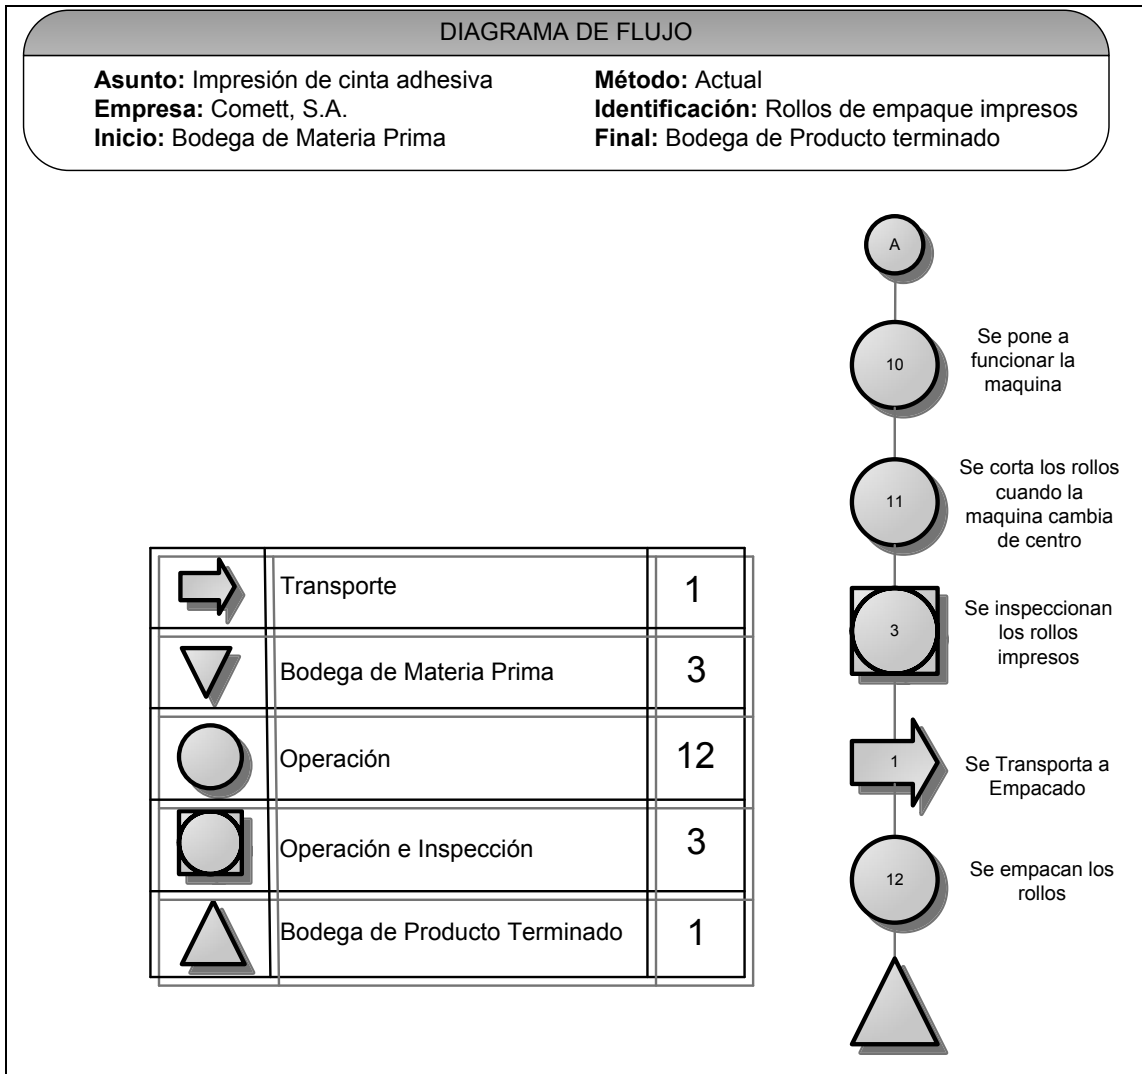 DIAGRAMA DE FLUJO
Asunto: Impresión de cinta adhesiva
Empresa: Comett, S.A.
Inicio: Bodega de Materia Prima
Método: Actual
Identificación: Rollos de empaque impresos
Final: Bodega de Producto terminado
A
10
Se pone a
funcionar la
maquina
11
Se corta los rollos
cuando la
maquina cambia
de centro
3
Se inspeccionan
los rollos
impresos
1
Se Transporta a
Empacado
12
Se empacan los
rollos
Transporte 1
Bodega de Materia Prima 3
Operación 12
Operación e Inspección 3
Bodega de Producto Terminado 1